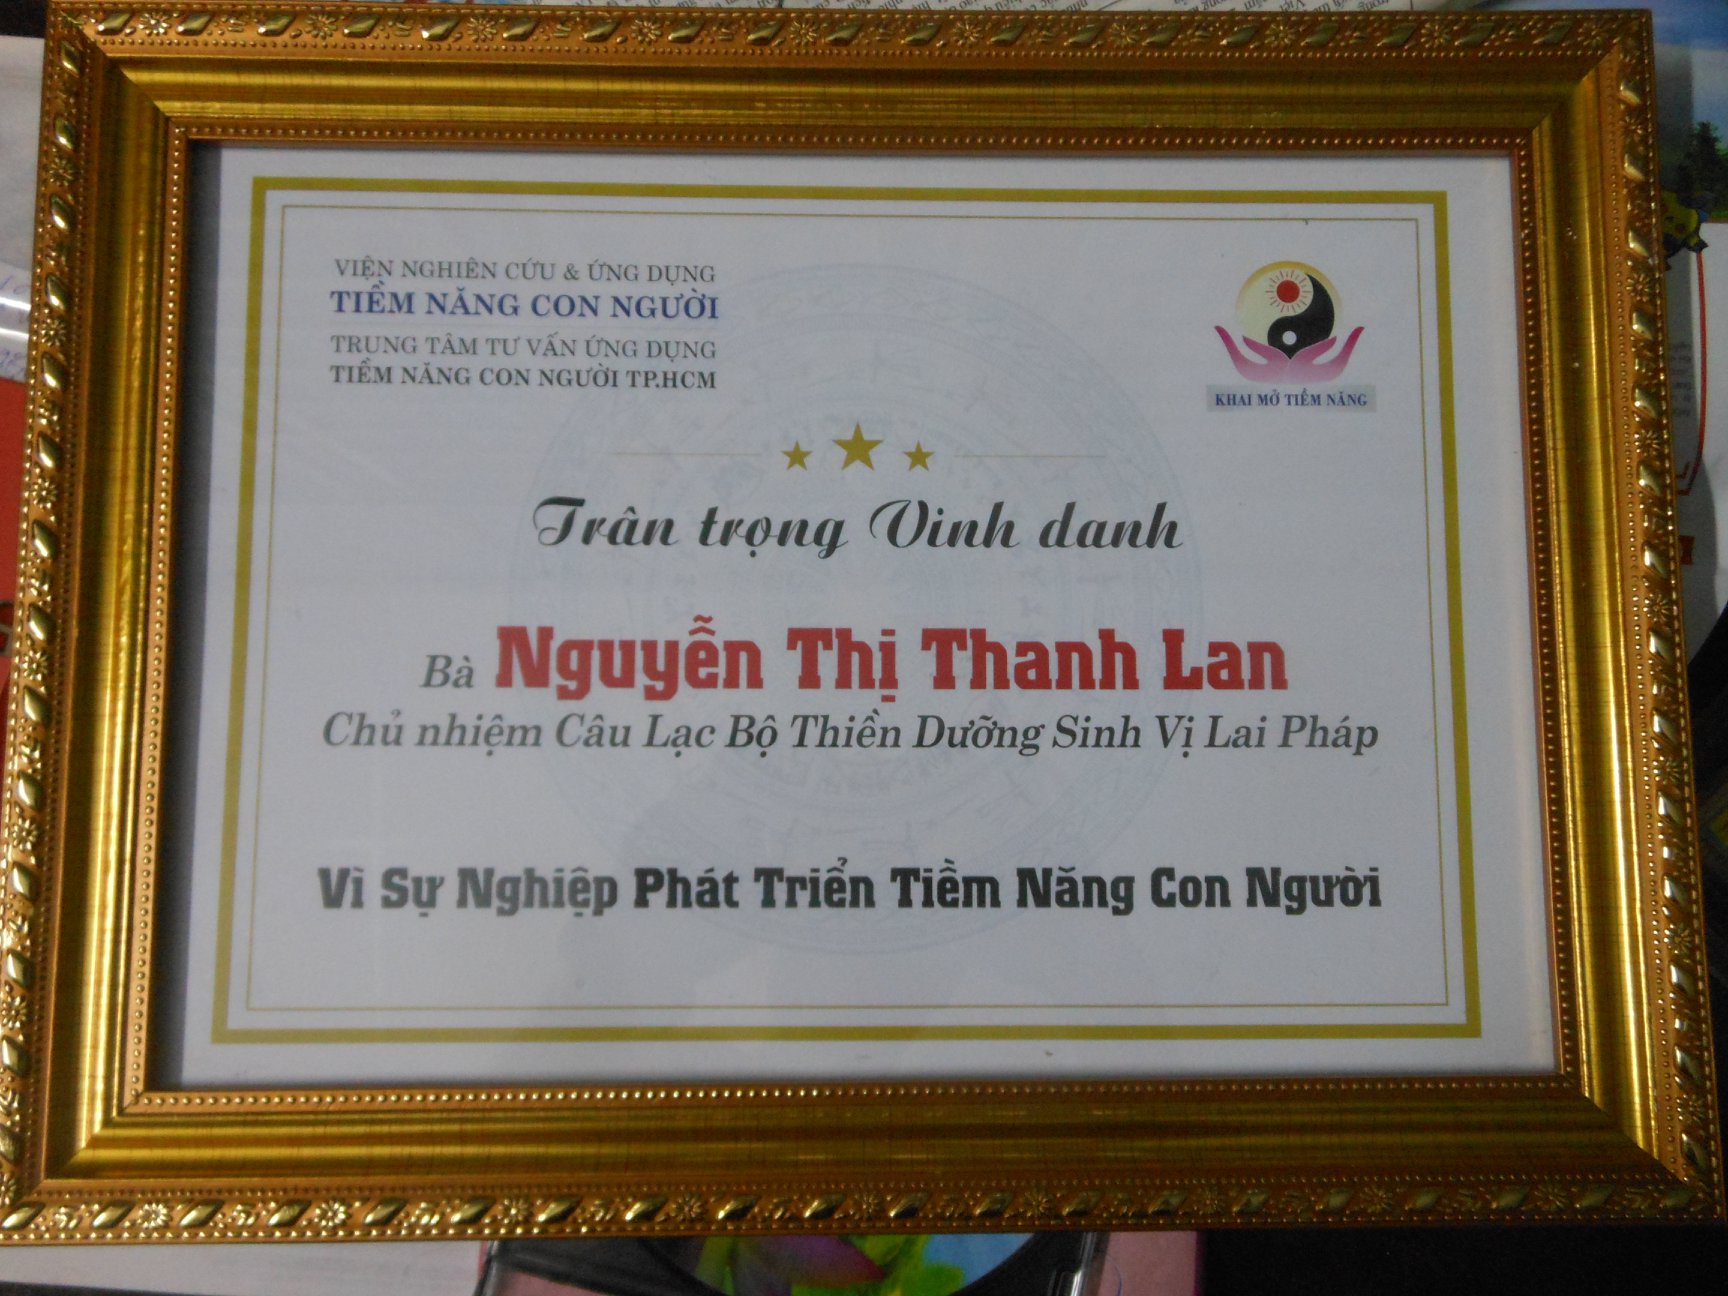 VIỆN NGHIÊN CỨU & ỨNG DỤNG
TIỀM NĂNG CON NGƯỜI
TRUNG TÂM TƯ VẤN ỨNG DỤNG
TIỀM NĂNG CON NGƯỜI TP.HCM
KHAI MỞ TIỀM NĂNG
Trân trọng Vinh danh
Bà Nguyễn Thị Thanh Lan
Chủ nhiệm Câu Lạc Bộ Thiền Dưỡng Sinh Vị Lai Pháp
Vì Sự Nghiệp Phát Triển Tiềm Năng Con Người